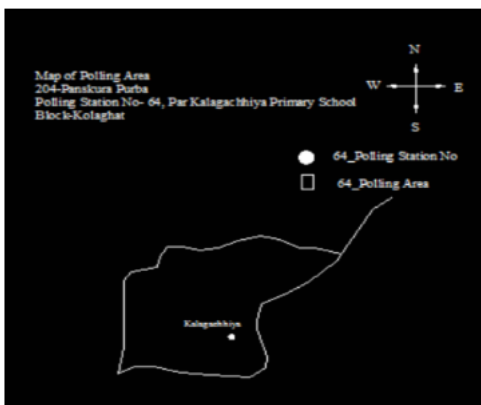 Map of Polling Area
204-Panskura Purba
Polling Station No- 64, Par Kalagachhiya Primary School
Block-Kolaghat
N
W
E
S
64_Polling Station No
64_Polling Area
Kalagachhiya